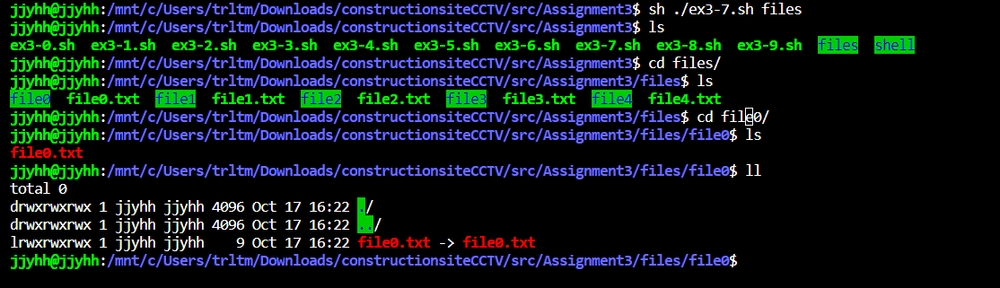 jjyhh@jjyhh:/mnt/c/Users/trltm/Downloads/constructionsiteCCTV/src/Assignment3$ sh ./ex3-7.sh files
jjyhh@jjyhh:/mnt/c/Users/trltm/Downloads/constructionsiteCCTV/src/Assignment3$ ls
ex3-0.sh ex3-1.sh ex3-2.sh ex3-3.sh ex3-4.sh ex3-5.sh ex3-6.sh ex3-7.sh ex3-8.sh ex3-9.sh files shell
jjyhh@jjyhh:/mnt/c/Users/trltm/Downloads/constructionsiteCCTV/src/Assignment3$ cd files/
jjyhh@jjyhh:/mnt/c/Users/trltm/Downloads/constructionsiteCCTV/src/Assignment3/files$ ls
file0 file0.txt file1 file1.txt file2 file2.txt file3 file3.txt file4 file4.txt
jjyhh@jjyhh:/mnt/c/Users/trltm/Downloads/constructionsiteCCTV/src/Assignment3/files$ cd file0/
jjyhh@jjyhh:/mnt/c/Users/trltm/Downloads/constructionsiteCCTV/src/Assignment3/files/file0$ ls
file0.txt
jjyhh@jjyhh:/mnt/c/Users/trltm/Downloads/constructionsiteCCTV/src/Assignment3/files/file0$ ll
total 0
drwxrwxrwx 1 jjyhh jjyhh 4096 Oct 17 16:22 ./
drwxrwxrwx 1 jjyhh jjyhh 4096 Oct 17 16:22 ../
lrwxrwxrwx 1 jjyhh jjyhh    9 Oct 17 16:22 file0.txt -> file0.txt
jjyhh@jjyhh:/mnt/c/Users/trltm/Downloads/constructionsiteCCTV/src/Assignment3/files/file0$